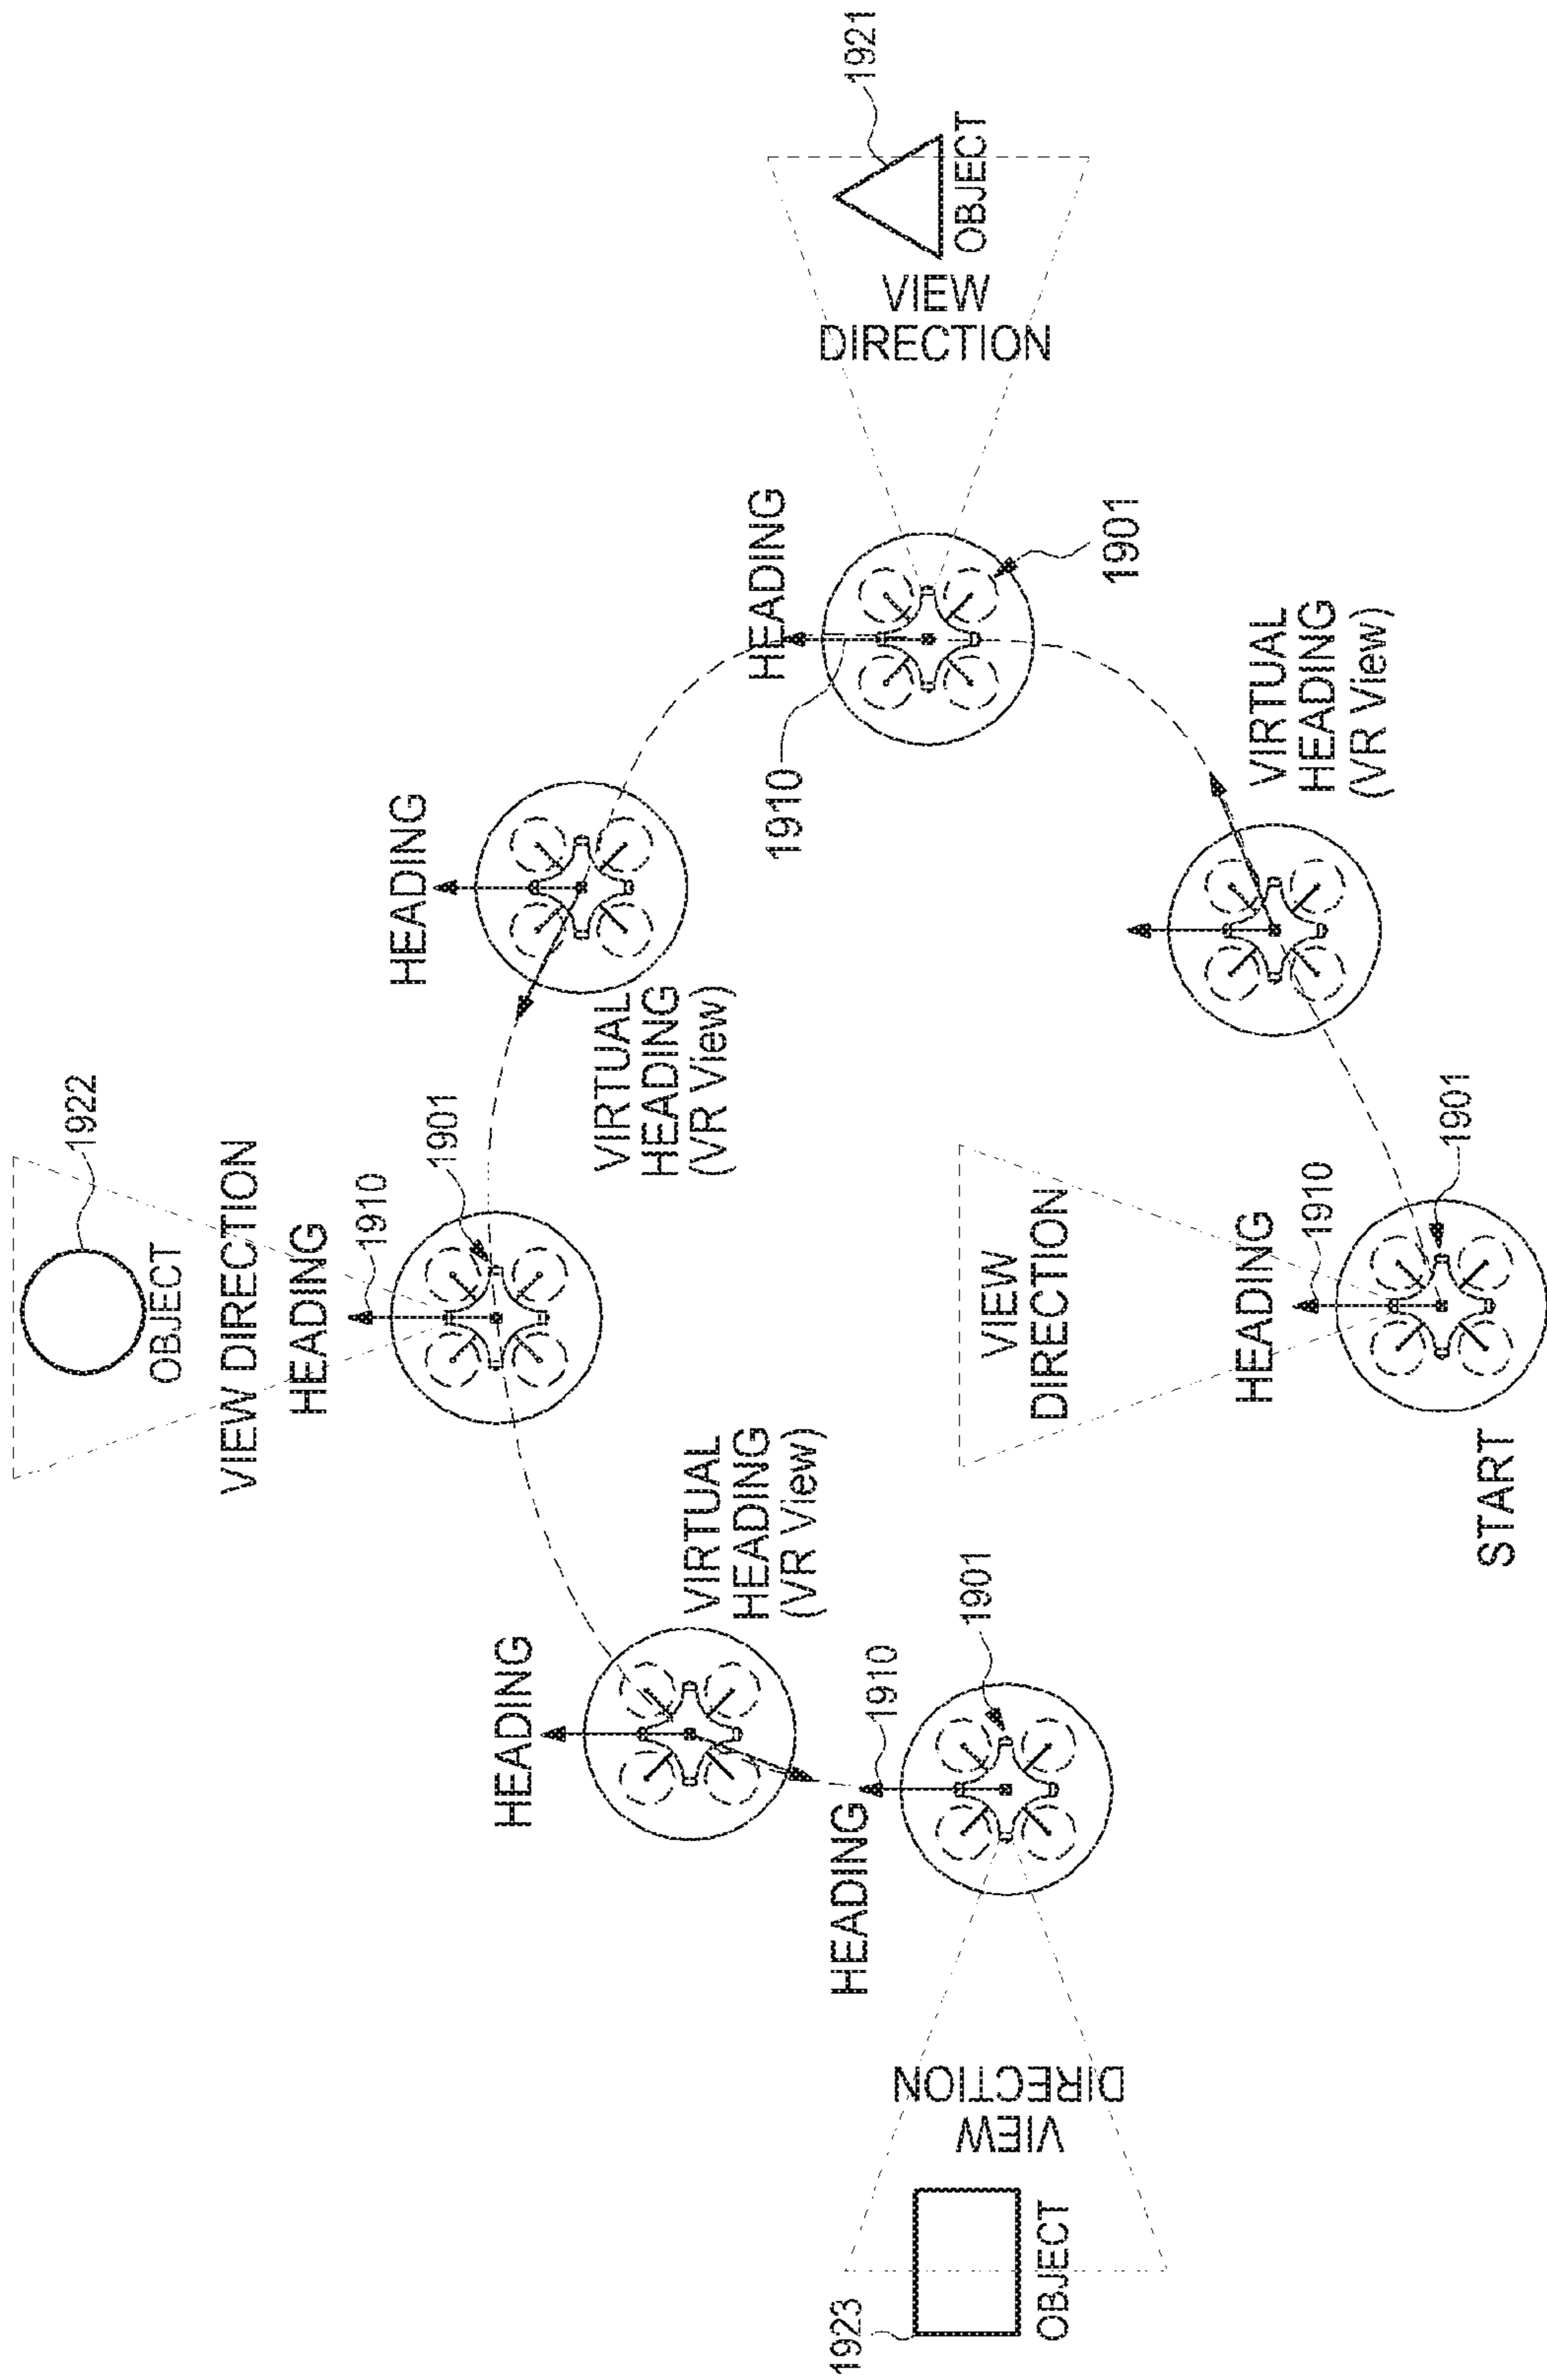 1921
OBJECT
VIEW
DIRECTION
HEADING
1910
1901
VIRTUAL
HEADING
(VR View)
HEADING
VIRTUAL
HEADING
(VR View)
1922
OBJECT
VIEW DIRECTION
HEADING
1910
1901
VIEW
DIRECTION
HEADING
1910
1901
START
HEADING
VIRTUAL
HEADING
(VR View)
HEADING
1910
1901
VIEW
DIRECTION
1923
OBJECT